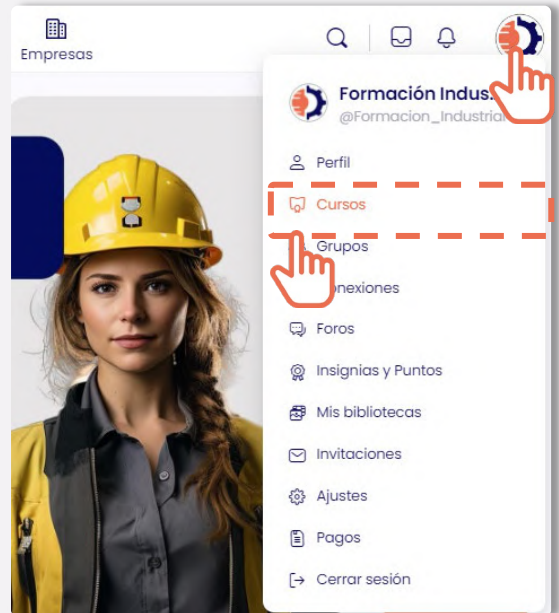 Empresas
Formación Indus...
@Formacion_Industrial
Perfil
Cursos
Grupos
onexiones
Foros
Insignias y Puntos
Mis bibliotecas
Invitaciones
Ajustes
Pagos
Cerrar sesión